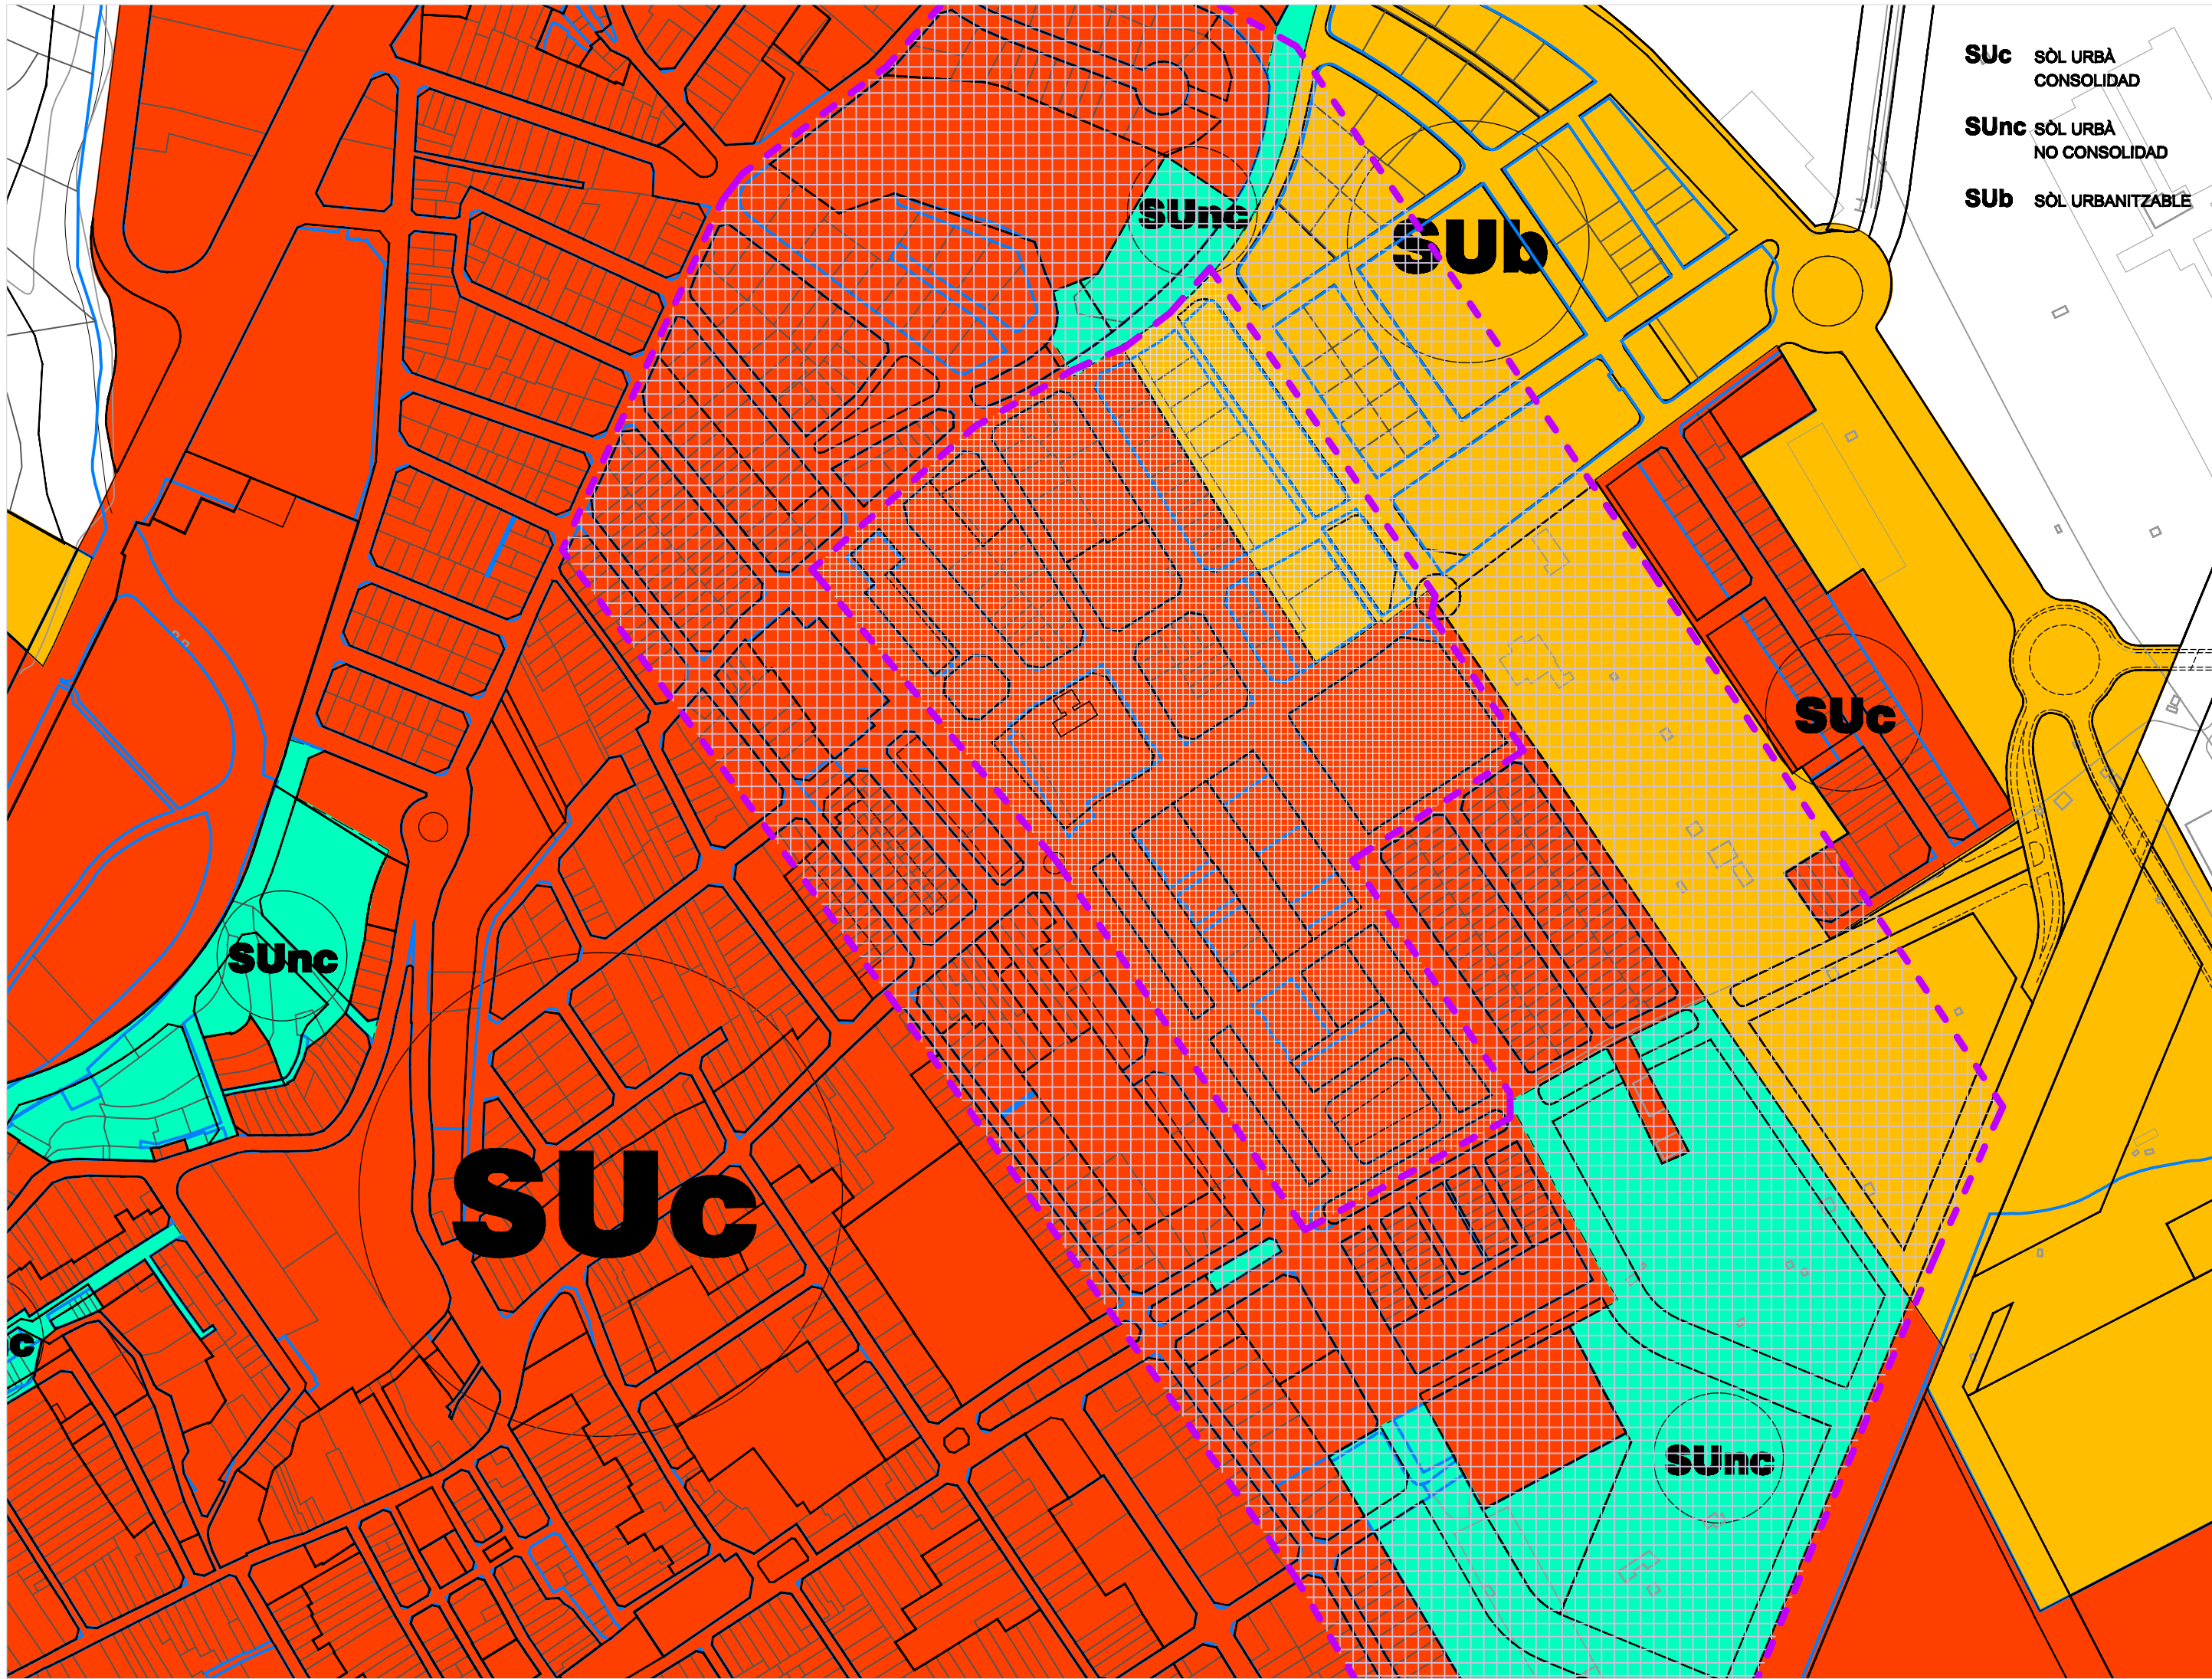 SUc SÒL URBÀ
CONSOLIDAD
SUnc SÒL URBÀ
NO CONSOLIDAD
SUb SÒL URBANITZABLE
SUnc
SUb
SUc
SUnc
SUc
c
SUnc